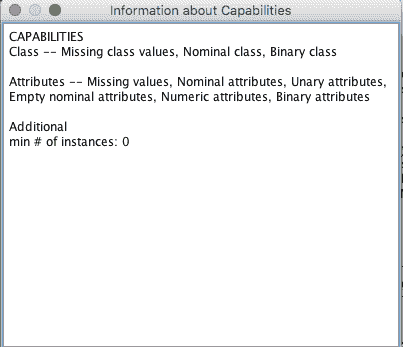 Information about Capabilities
CAPABILITIES
Class -- Missing class values, Nominal class, Binary class
Attributes -- Missing values, Nominal attributes, Unary attributes,
Empty nominal attributes, Numeric attributes, Binary attributes
Additional
min # of instances: 0